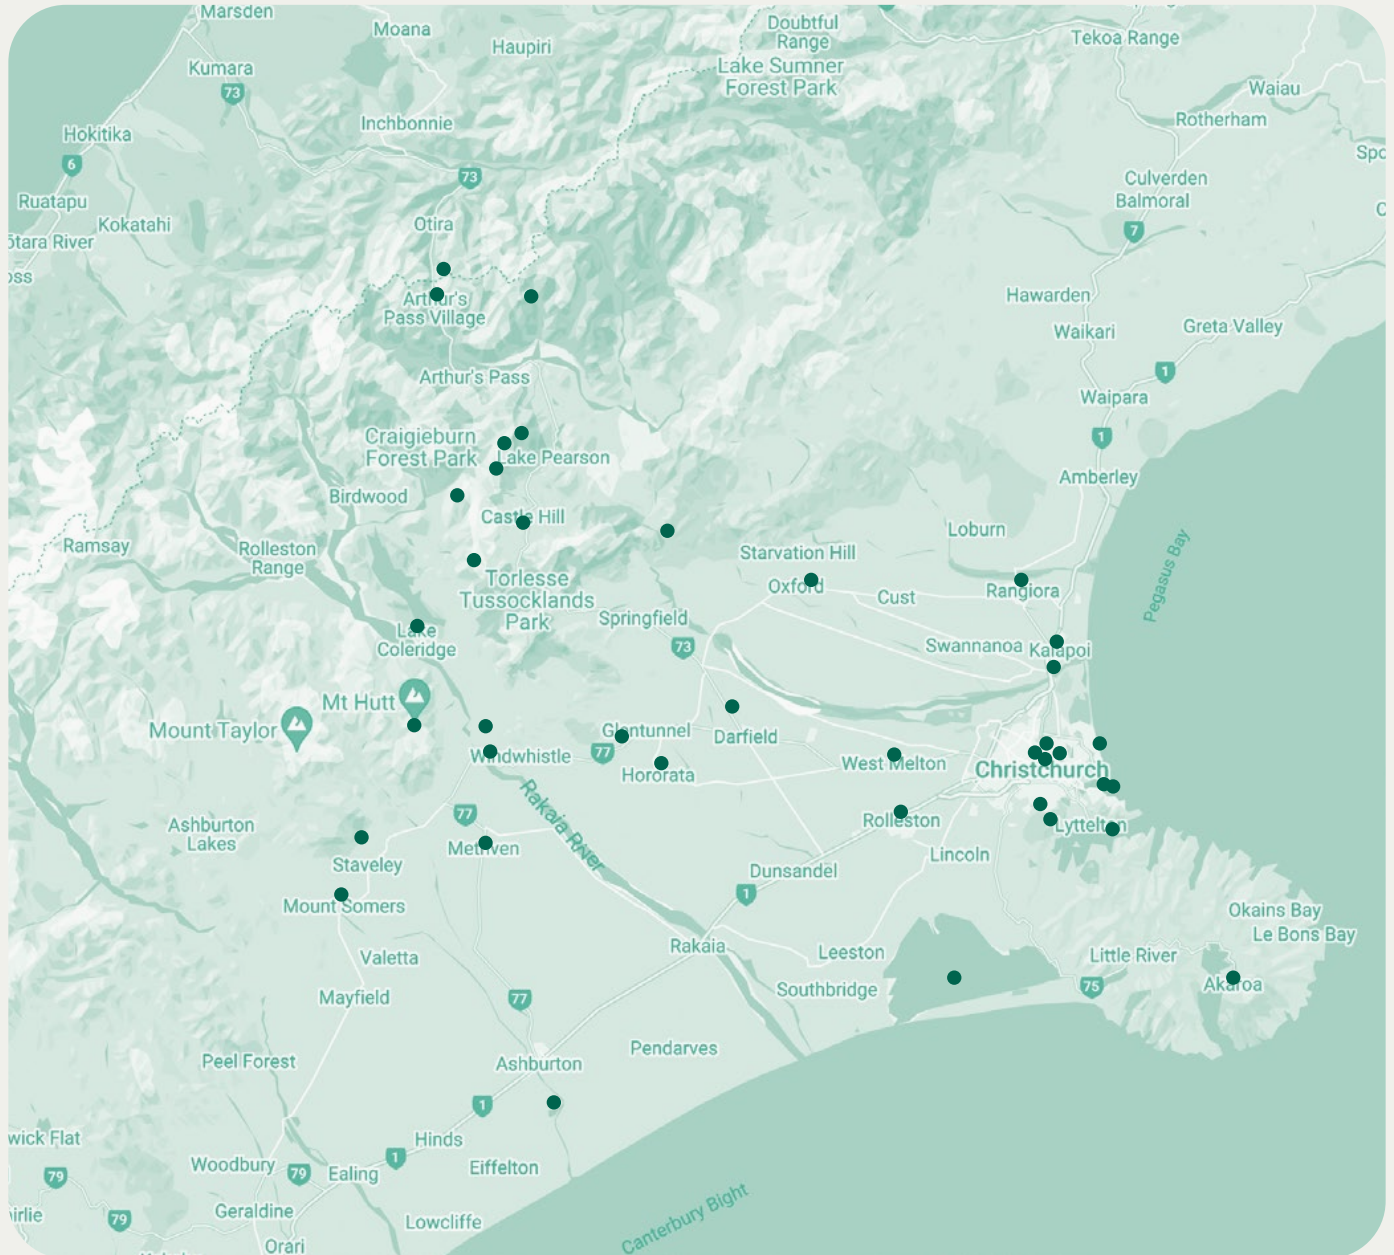 Marsden
Moana
Haupiri
Doubtful
Range
Tekoa Range
Kumara
73
Lake Sumner
Forest Park
Waiau
Hokitika
Inchbonnie
Rotherham
6
73
Spc
Culverden
Balmoral
Ruatapu
Kokatahi
Otira
7
ōtara River
oss
Arthur's
Pass Village
Hawarden
Waikari
Greta Valley
1
Arthur's Pass
Waipara
Craigieburn
Forest Park
1
Lake Pearson
Amberley
Birdwood
Castle Hill
Loburn
Ramsay
Rolleston
Range
Starvation Hill
Pegasus Bay
Torlesse
Tussocklands
Park
Oxford
Cust
Rangiora
Springfield
Lake
Coleridge
73
Swannanoa
Kaiapoi
Mt Hutt
Mount Taylor
Glentunnel
Darfield
Windwhistle
77
Hororata
West Melton
Christchurch
Rakaia River
77
Ashburton
Lakes
Rolleston
Lyttelton
Methven
Staveley
Lincoln
Dunsandel
1
Mount Somers
Okains Bay
Le Bons Bay
Rakaia
Leeston
Little River
Valetta
75
Akaroa
Southbridge
Mayfield
77
Pendarves
Peel Forest
Ashburton
1
wick Flat
Hinds
1
Woodbury
79
Ealing
Eiffelton
79
Geraldine
irlie
79
Lowcliffe
Canterbury Bight
Orari